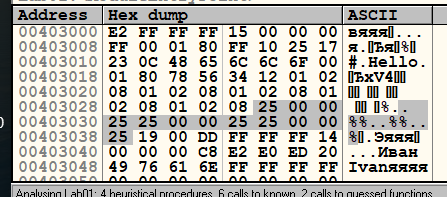 Address Hex dump ASCII
00403000 E2 FF FF FF 15 00 00 00 вяяя▯...
00403008 FF 00 01 80 FF 10 25 17 я.▯Ђя▯%▯
00403010 23 0C 48 65 6C 6C 6F 00 #.Hello.
00403018 01 80 78 56 34 12 01 02 ▯ЂxV4▯▯▯
00403020 08 01 02 08 01 02 08 01 ▯▯ ▯▯ ▯
00403028 02 08 01 02 08 25 00 00 ▯ ▯▯ %..
00403030 25 25 00 00 25 25 00 00 %%..%%..
00403038 25 19 00 DD FF FF FF 14 %▯.Эяяя▯
00403040 00 00 00 C8 E2 E0 ED 20 ...Иван
00403048 49 76 61 6E FF FF FF FF Ivanяяяя
Analysing Lab01: 4 heuristical procedures, 6 calls to known, 2 calls to guessed functions